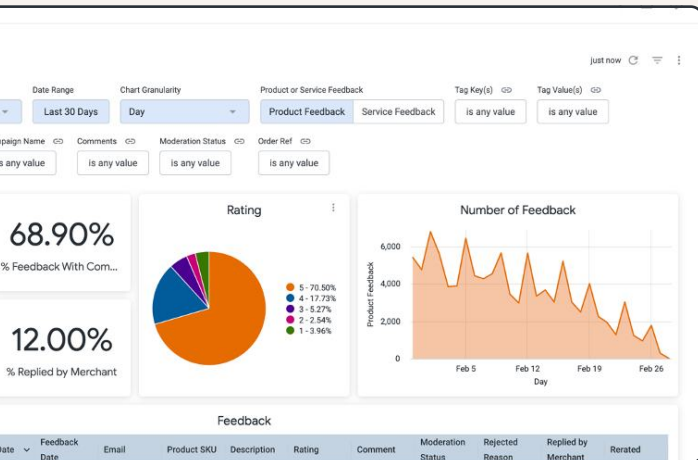 just now
Date Range Chart Granularity Product or Service Feedback Tag Key(s) Tag Value(s)
Last 30 Days Day Product Feedback Service Feedback is any value is any value
paign Name Comments Moderation Status Order Ref
s any value is any value is any value is any value
68.90%
% Feedback With Com...
12.00%
% Replied by Merchant
Rating
5 - 70.50%
4 - 17.73%
3 - 5.27%
2 - 2.54%
1 - 3.96%
Number of Feedback
Product Feedback
6,000
4,000
2,000
0
Feb 5 Feb 12 Feb 19 Feb 26
Day
Feedback
Date Feedback Date Email Product SKU Description Rating Comment Moderation Status Rejected Reason Replied by Merchant Rerated